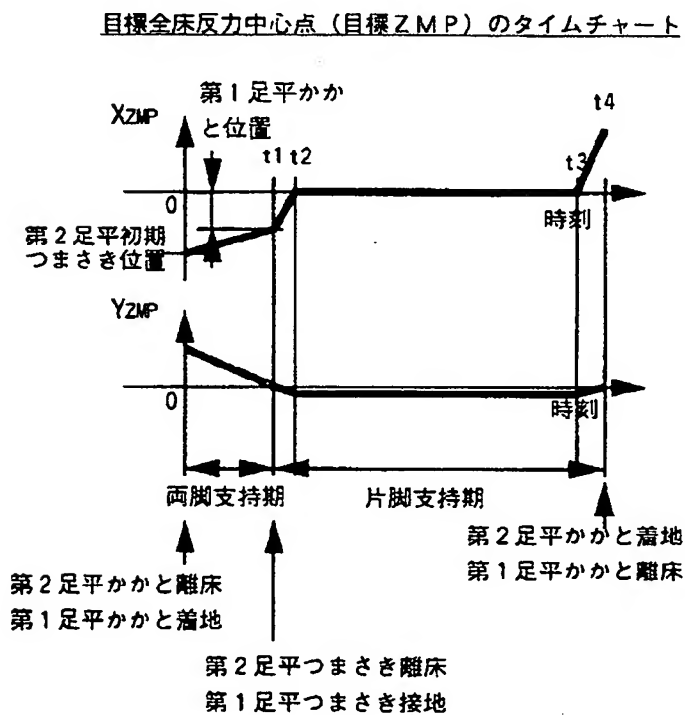 目標全床反力中心点（目標ZMP）のタイムチャート
第1足平かか
と位置
XZMP
t1
t2
t3
t4
0
時刻
第2足平初期
つまさき位置
YZMP
0
時刻
両脚支持期
片脚支持期
第2足平かかと着地
第1足平かかと離床
第2足平かかと離床
第1足平かかと着地
第2足平つまさき離床
第1足平つまさき接地